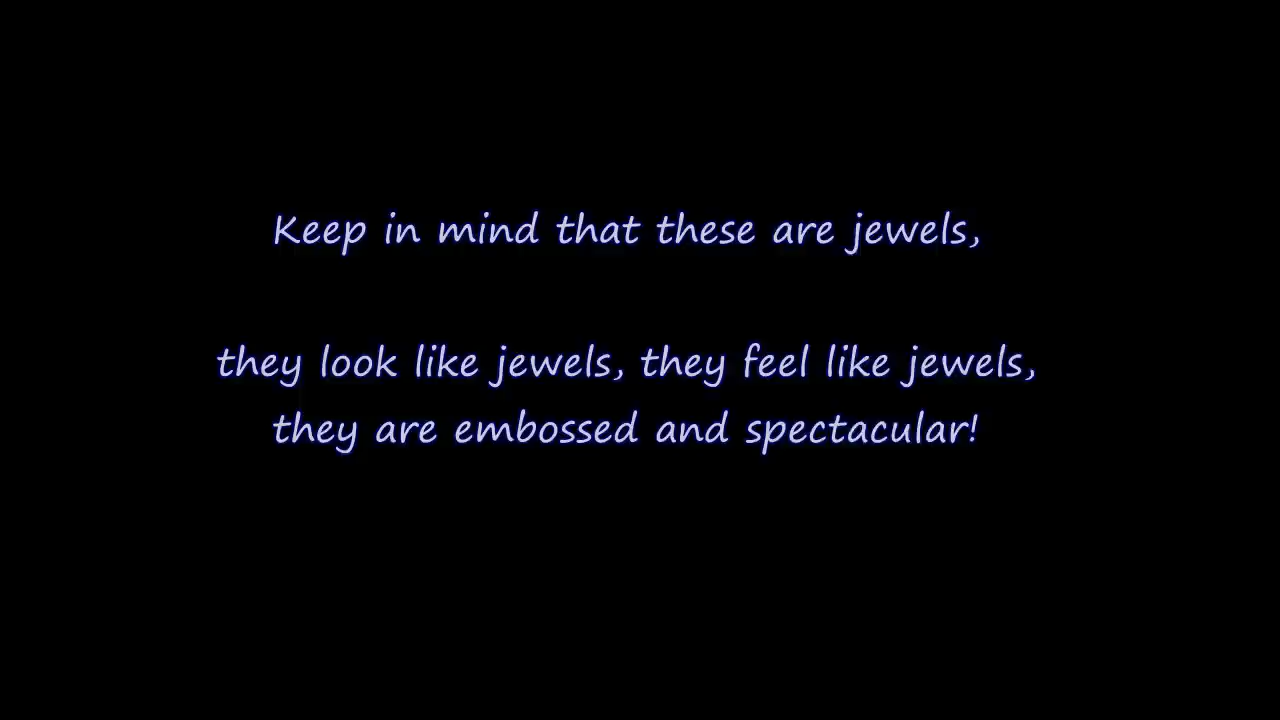 Keep in mind that these are jewels,
they look like jewels, they feel like jewels,
they are embossed and spectacular!